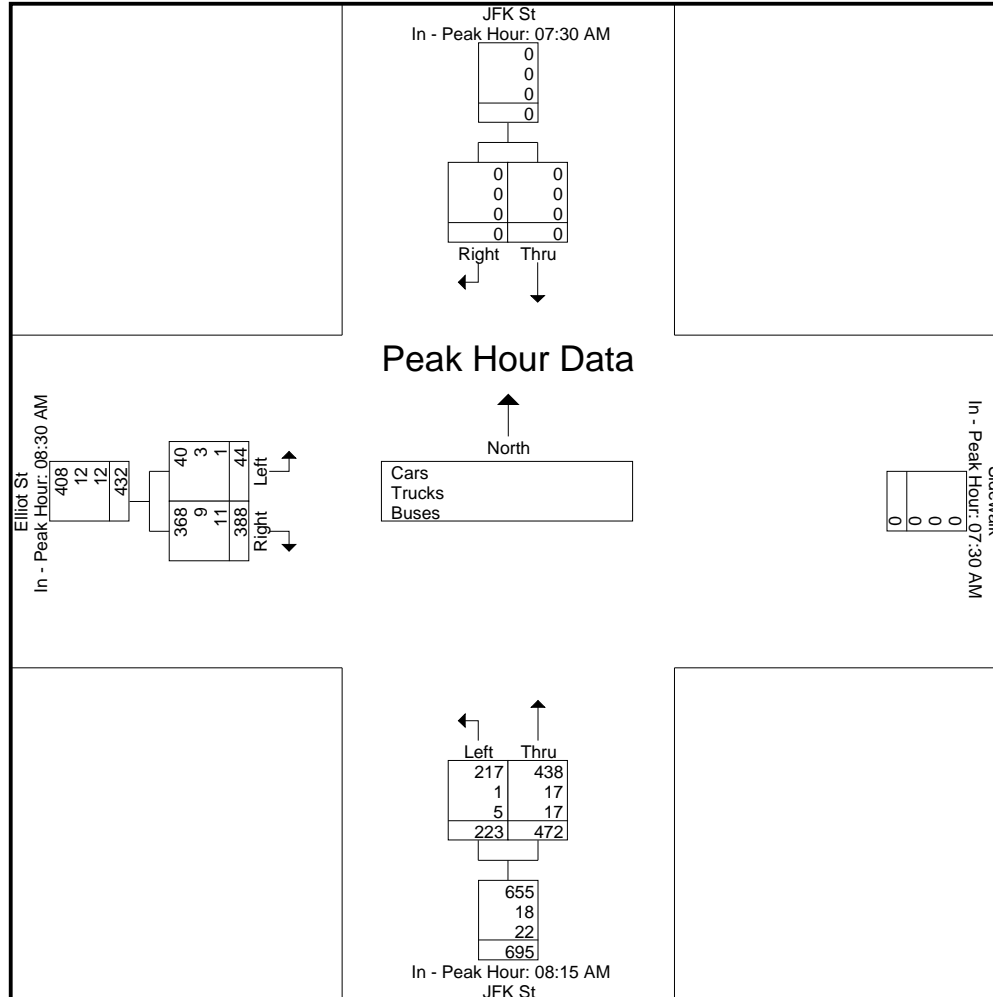 JFK St
In - Peak Hour: 07:30 AM
0
0
0
0
0 0
0 0
0 0
0 0
Right Thru
Peak Hour Data
North
Cars
Trucks
Buses
Elliot St
In - Peak Hour: 08:30 AM
408
12
12
432
40
3
1
44
Left
368
9
11
388
Right
Sidewalk
In - Peak Hour: 07:30 AM
0
0
0
0
Left Thru
217 438
1 17
5 17
223 472
655
18
22
695
In - Peak Hour: 08:15 AM
JFK St